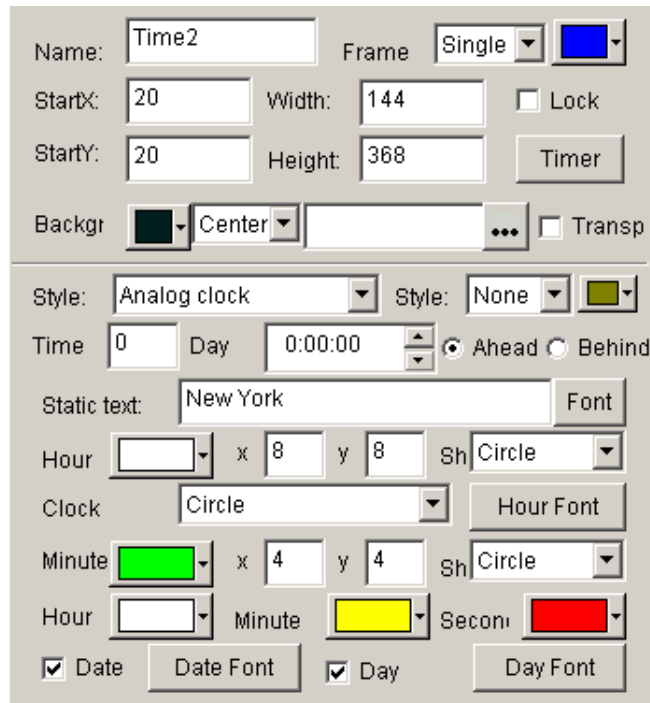 Name: Time2 Frame Single
StartX: 20 Width: 144 Lock
StartY: 20 Height: 368 Timer
Backgr Center ... Transp
Style: Analog clock Style: None
Time 0 Day 0:00:00 Ahead Behind
Static text: New York Font
Hour x 8 y 8 Sh Circle
Clock Circle Hour Font
Minute x 4 y 4 Sh Circle
Hour Minute Secon
Date Date Font Day Day Font